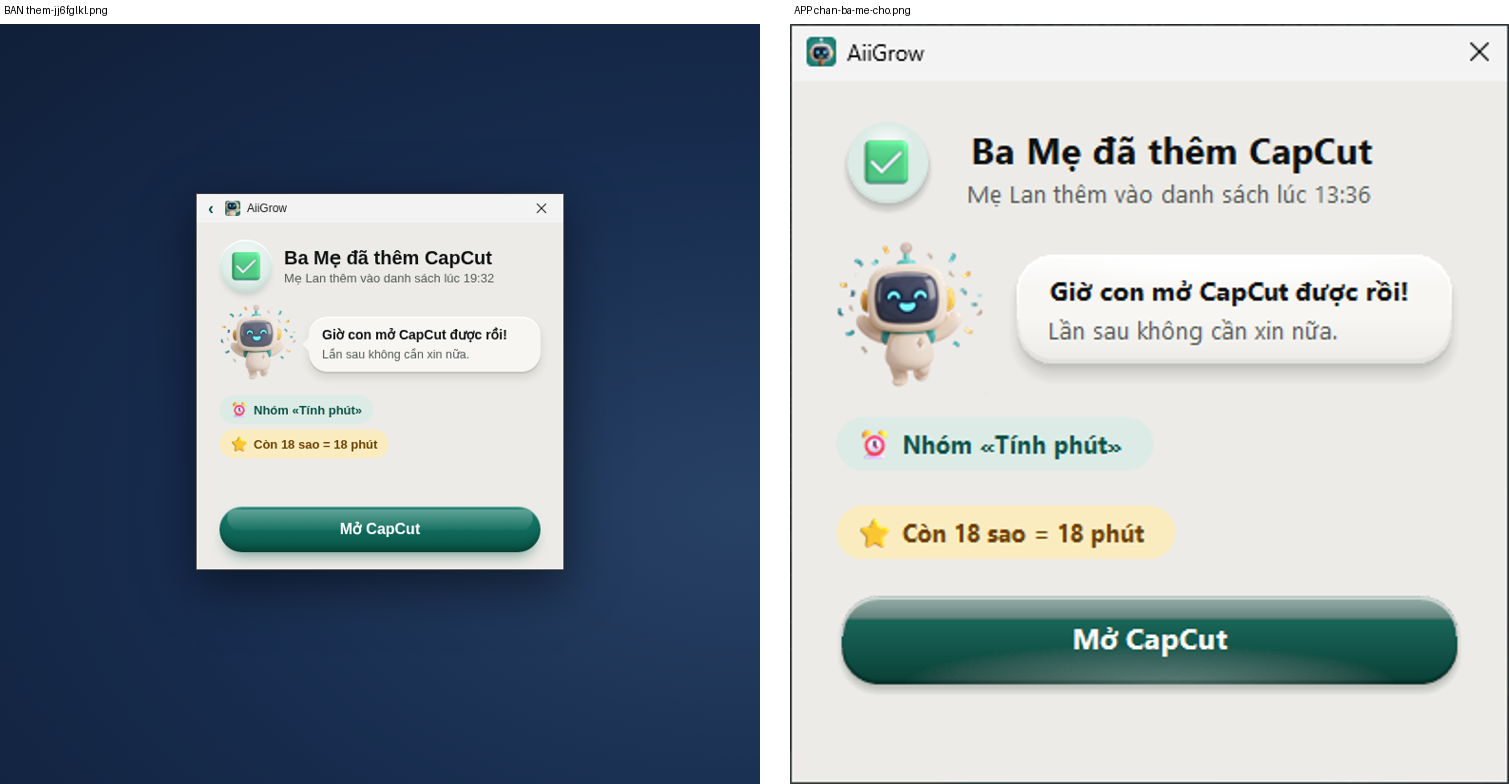 BAN them-jj6fglkl.png
‹ AiiGrow
Ba Mẹ đã thêm CapCut
Mẹ Lan thêm vào danh sách lúc 19:32
Giờ con mở CapCut được rồi!
Lần sau không cần xin nữa.
Nhóm «Tính phút»
Còn 18 sao = 18 phút
Mở CapCut
APP chan-ba-me-cho.png
AiiGrow
Ba Mẹ đã thêm CapCut
Mẹ Lan thêm vào danh sách lúc 13:36
Giờ con mở CapCut được rồi!
Lần sau không cần xin nữa.
Nhóm «Tính phút»
Còn 18 sao = 18 phút
Mở CapCut